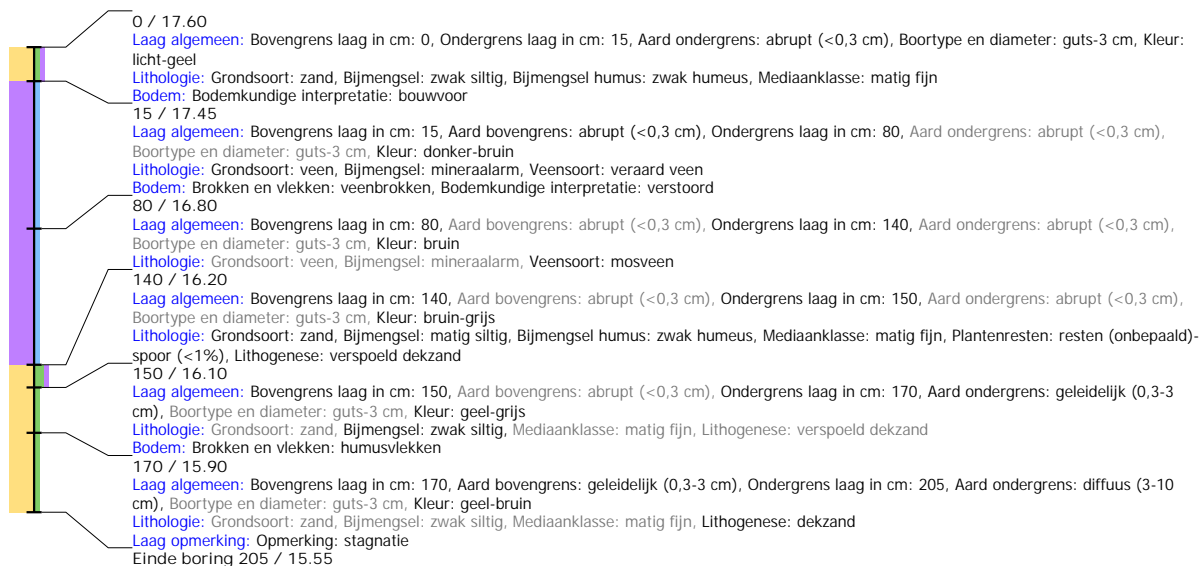 0 / 17.60
Laag algemeen: Bovengrens laag in cm: 0, Ondergrens laag in cm: 15, Aard ondergrens: abrupt (<0,3 cm), Boortype en diameter: guts-3 cm, Kleur:
licht-geel
Lithologie: Grondsoort: zand, Bijmengsel: zwak siltig, Bijmengsel humus: zwak humeus, Mediaanklasse: matig fijn
Bodem: Bodemkundige interpretatie: bouwvoor
15 / 17.45
Laag algemeen: Bovengrens laag in cm: 15, Aard bovengrens: abrupt (<0,3 cm), Ondergrens laag in cm: 80, Aard ondergrens: abrupt (<0,3 cm),
Boortype en diameter: guts-3 cm, Kleur: donker-bruin
Lithologie: Grondsoort: veen, Bijmengsel: mineraalarm, Veensoort: veraard veen
Bodem: Brokken en vlekken: veenbrokken, Bodemkundige interpretatie: verstoord
80 / 16.80
Laag algemeen: Bovengrens laag in cm: 80, Aard bovengrens: abrupt (<0,3 cm), Ondergrens laag in cm: 140, Aard ondergrens: abrupt (<0,3 cm),
Boortype en diameter: guts-3 cm, Kleur: bruin
Lithologie: Grondsoort: veen, Bijmengsel: mineraalarm, Veensoort: mosveen
140 / 16.20
Laag algemeen: Bovengrens laag in cm: 140, Aard bovengrens: abrupt (<0,3 cm), Ondergrens laag in cm: 150, Aard ondergrens: abrupt (<0,3 cm),
Boortype en diameter: guts-3 cm, Kleur: bruin-grijs
Lithologie: Grondsoort: zand, Bijmengsel: matig siltig, Bijmengsel humus: zwak humeus, Mediaanklasse: matig fijn, Plantenresten: resten (onbepaald)-
spoor (<1%), Lithogenese: verspoeld dekzand
150 / 16.10
Laag algemeen: Bovengrens laag in cm: 150, Aard bovengrens: abrupt (<0,3 cm), Ondergrens laag in cm: 170, Aard ondergrens: geleidelijk (0,3-3
cm), Boortype en diameter: guts-3 cm, Kleur: geel-grijs
Lithologie: Grondsoort: zand, Bijmengsel: zwak siltig, Mediaanklasse: matig fijn, Lithogenese: verspoeld dekzand
Bodem: Brokken en vlekken: humusvlekken
170 / 15.90
Laag algemeen: Bovengrens laag in cm: 170, Aard bovengrens: geleidelijk (0,3-3 cm), Ondergrens laag in cm: 205, Aard ondergrens: diffuus (3-10
cm), Boortype en diameter: guts-3 cm, Kleur: geel-bruin
Lithologie: Grondsoort: zand, Bijmengsel: zwak siltig, Mediaanklasse: matig fijn, Lithogenese: dekzand
Laag opmerking: Opmerking: stagnatie
Einde boring 205 / 15.55